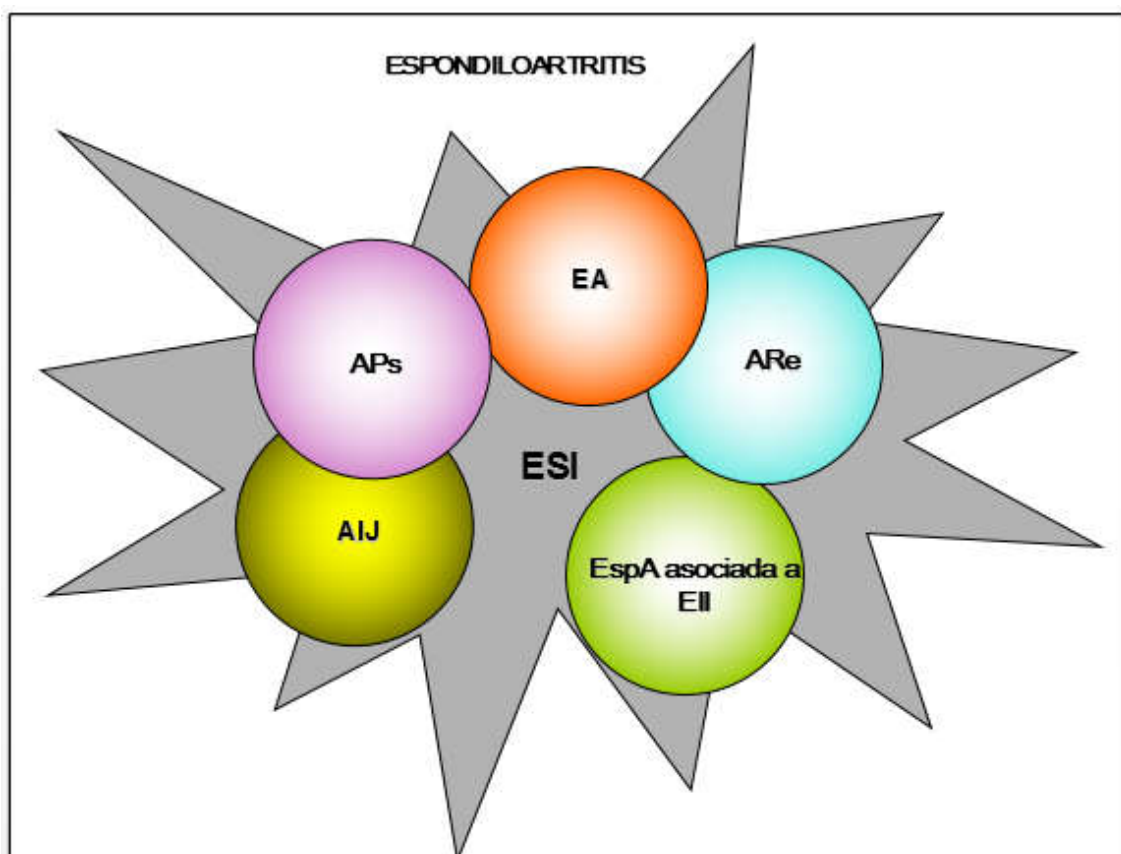 ESPONDILOARTRITIS
EA
APs
ARe
ESI
AIJ
EspA asociada a
EII